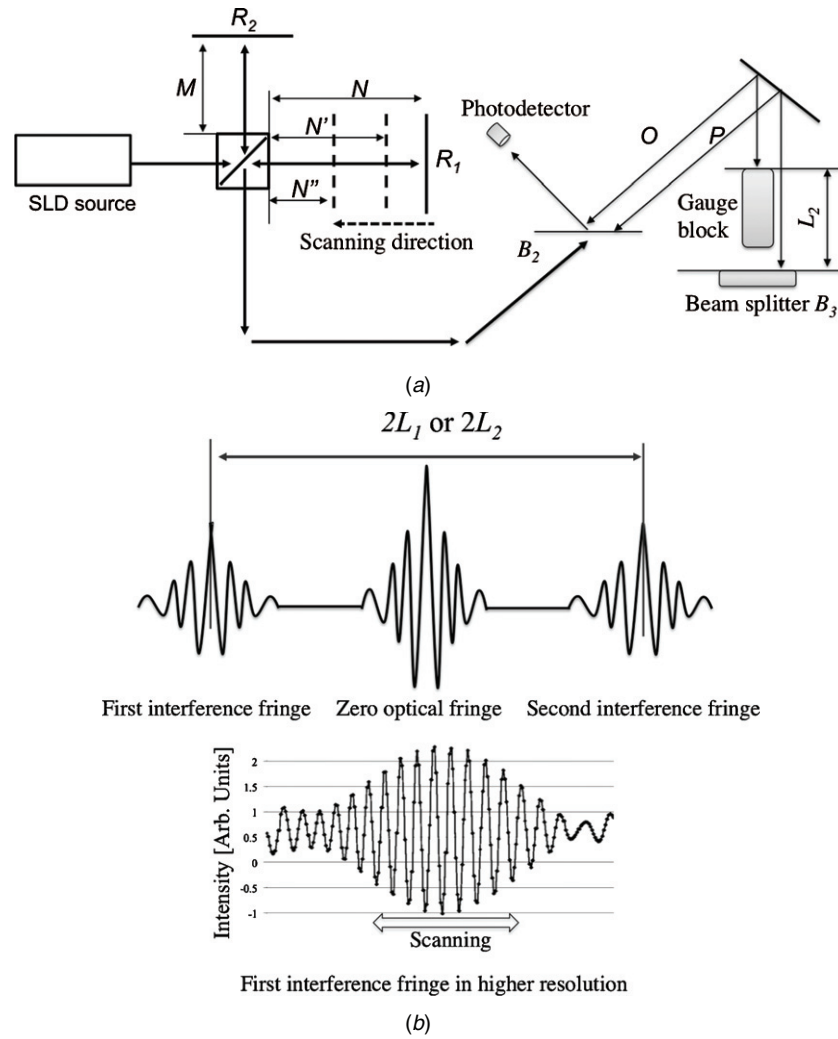 R2
M
N
N'
N"
R1
SLD source
Scanning direction
Photodetector
O
P
B2
Gauge
block
L2
Beam splitter B3
(a)
2L1 or 2L2
First interference fringe
Zero optical fringe
Second interference fringe
Intensity [Arb. Units]
2
1.5
1
0.5
0
-0.5
-1
Scanning
First interference fringe in higher resolution
(b)